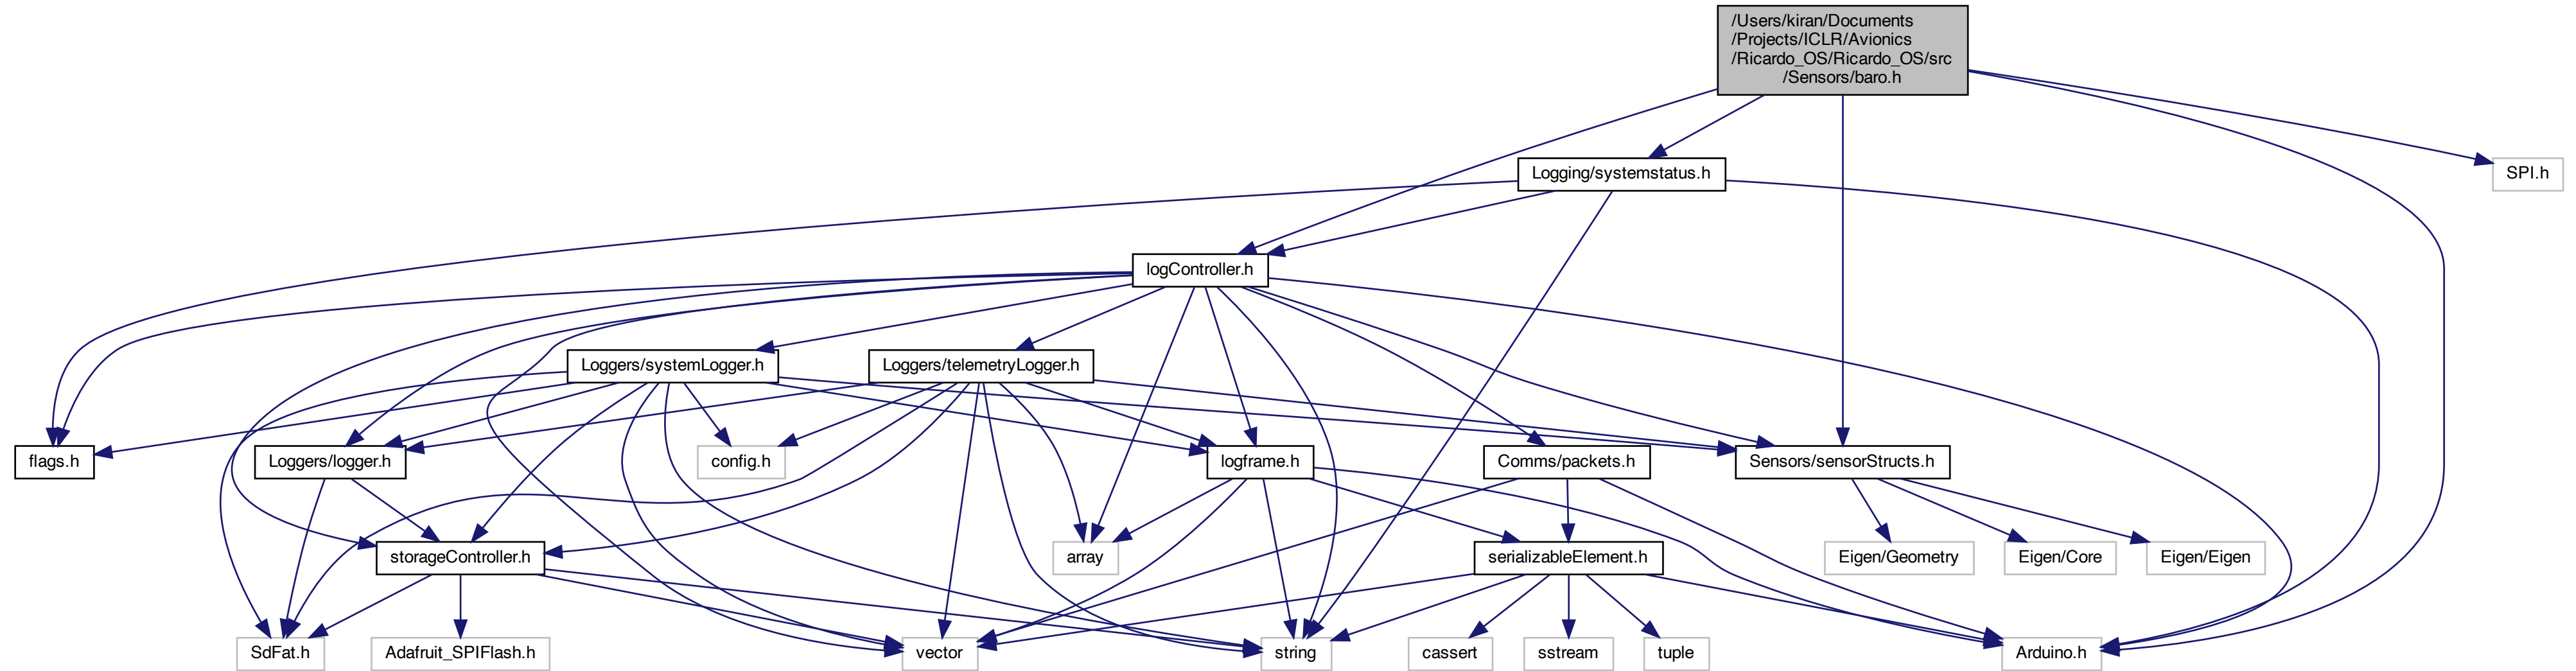 /Users/kiran/Documents
/Projects/ICLR/Avionics
/Ricardo_OS/Ricardo_OS/src
/Sensors/baro.h
Logging/systemstatus.h
SPI.h
logController.h
Loggers/systemLogger.h
Loggers/telemetryLogger.h
flags.h
Loggers/logger.h
config.h
logframe.h
Comms/packets.h
Sensors/sensorStructs.h
storageController.h
array
serializableElement.h
Eigen/Geometry
Eigen/Core
Eigen/Eigen
SdFat.h
Adafruit_SPIFlash.h
vector
string
cassert
sstream
tuple
Arduino.h